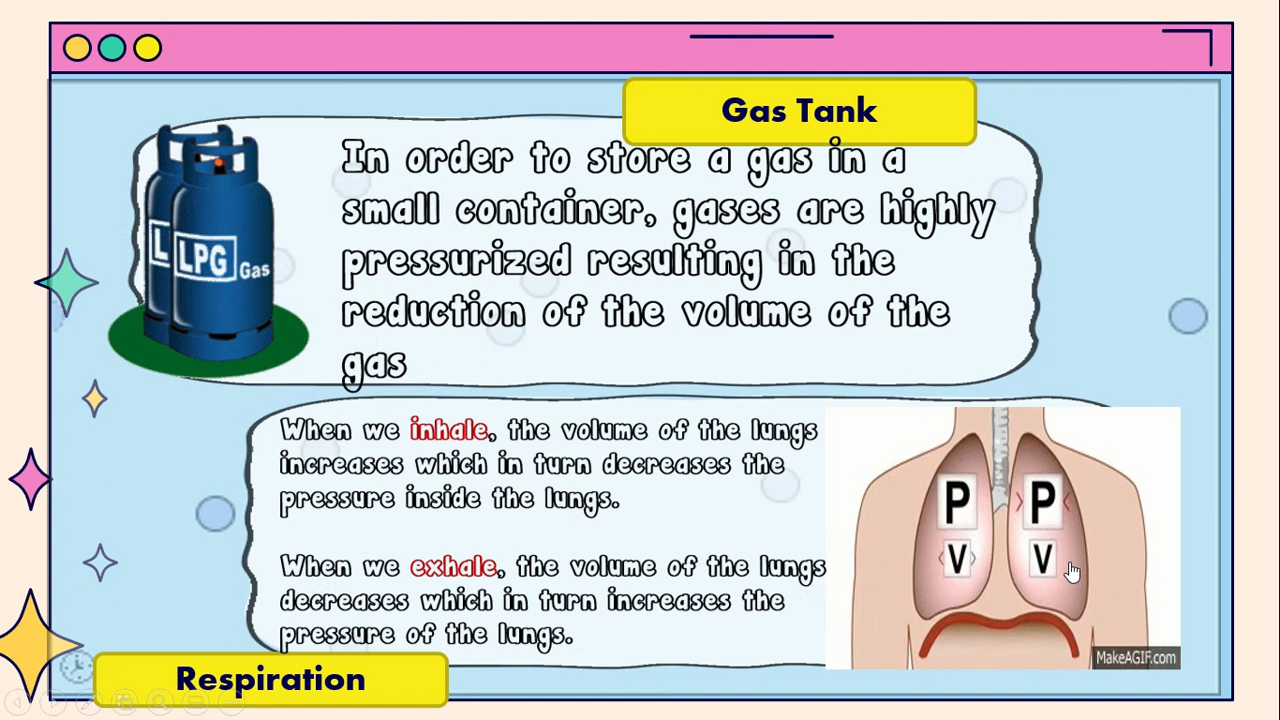 Gas Tank
In order to store a gas in a
small container, gases are highly
pressurized resulting in the
reduction of the volume of the
gas
L
LPG Gas
When we inhale, the volume of the lungs
increases which in turn decreases the
pressure inside the lungs.
When we exhale, the volume of the lungs
decreases which in turn increases the
pressure of the lungs.
P P
V V
MakeAGIF.com
Respiration